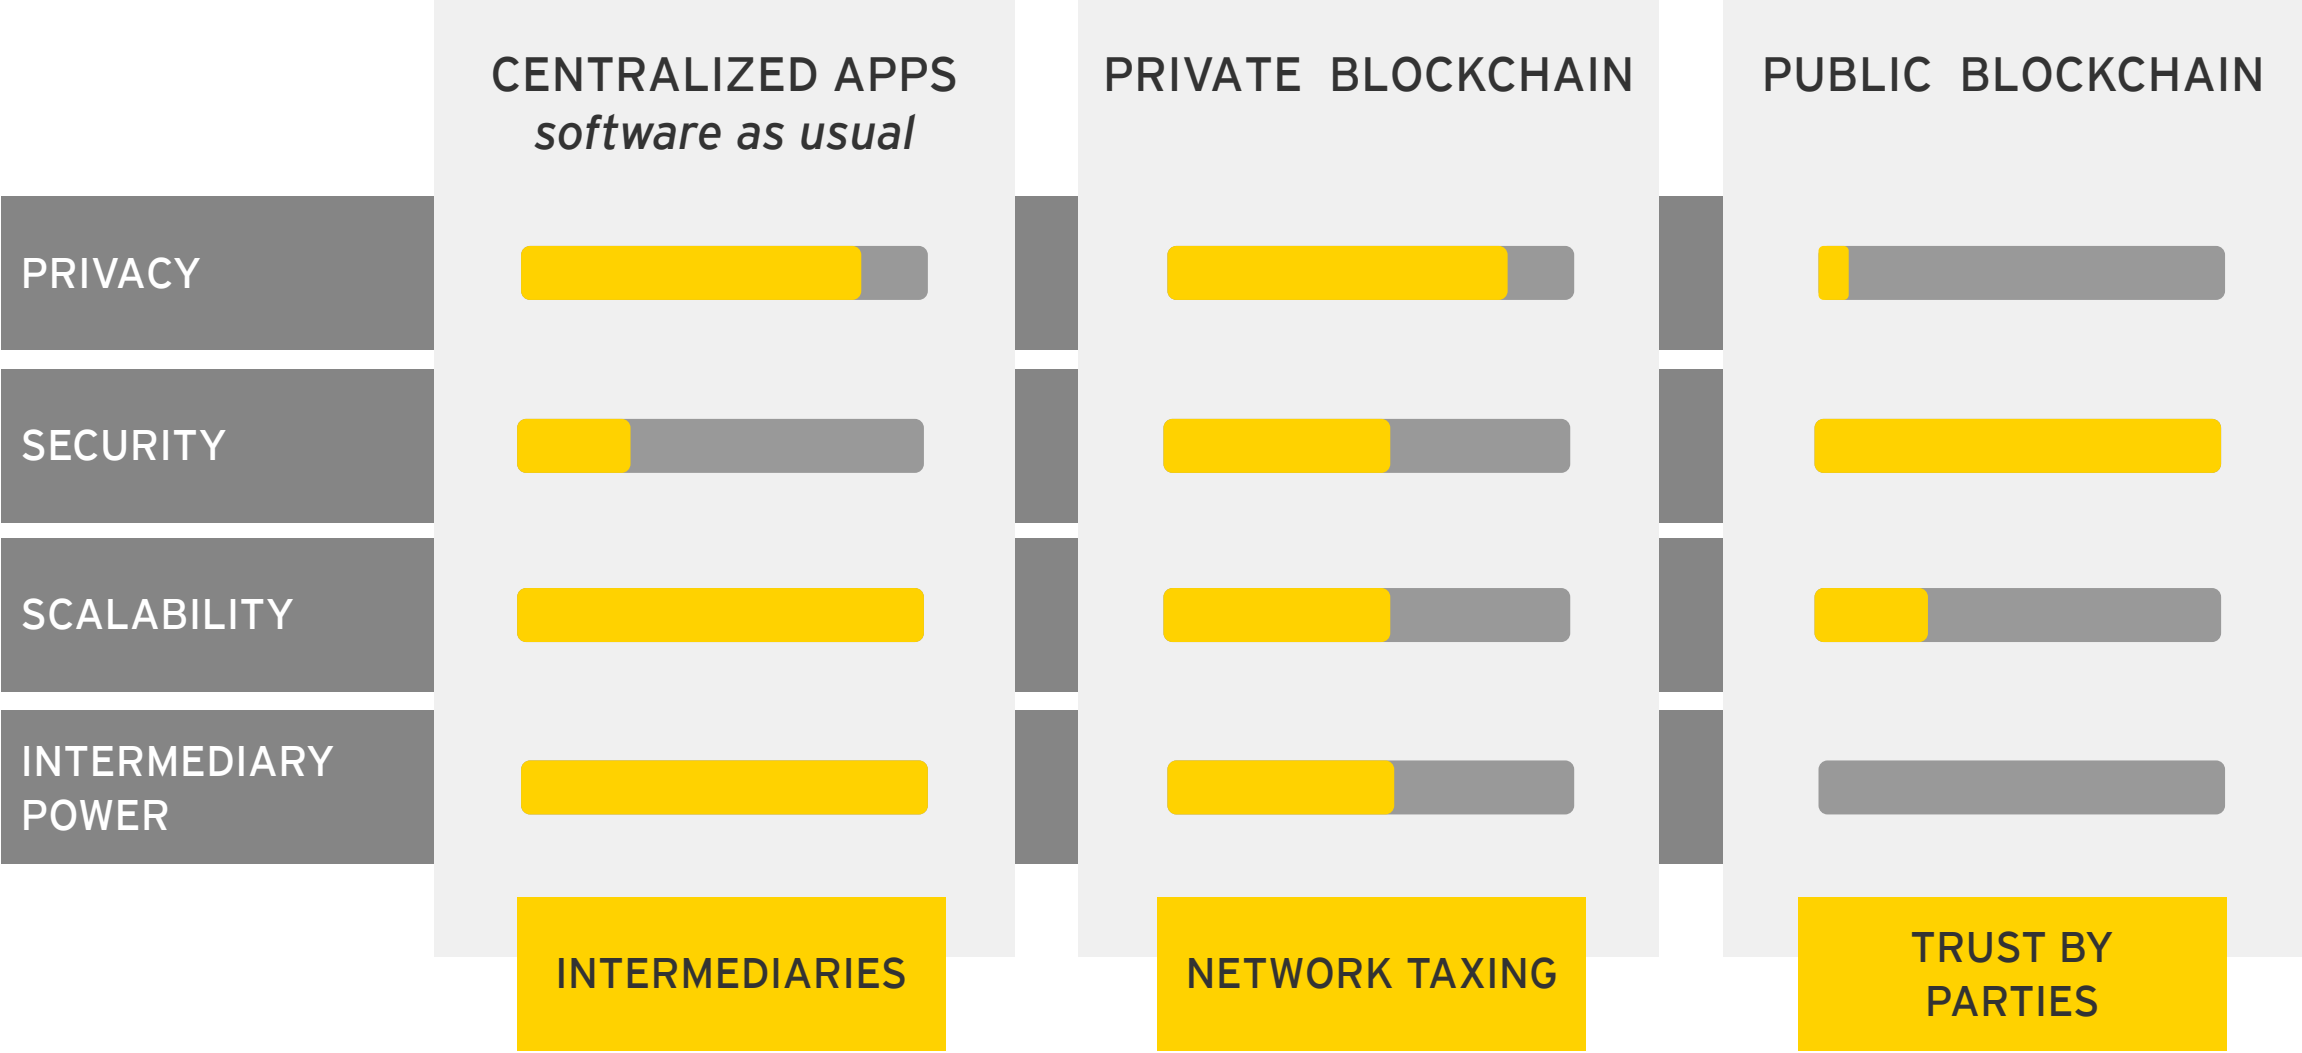 CENTRALIZED APPS
software as usual
PRIVATE BLOCKCHAIN
PUBLIC BLOCKCHAIN
PRIVACY
SECURITY
SCALABILITY
INTERMEDIARY
POWER
INTERMEDIARIES
NETWORK TAXING
TRUST BY
PARTIES